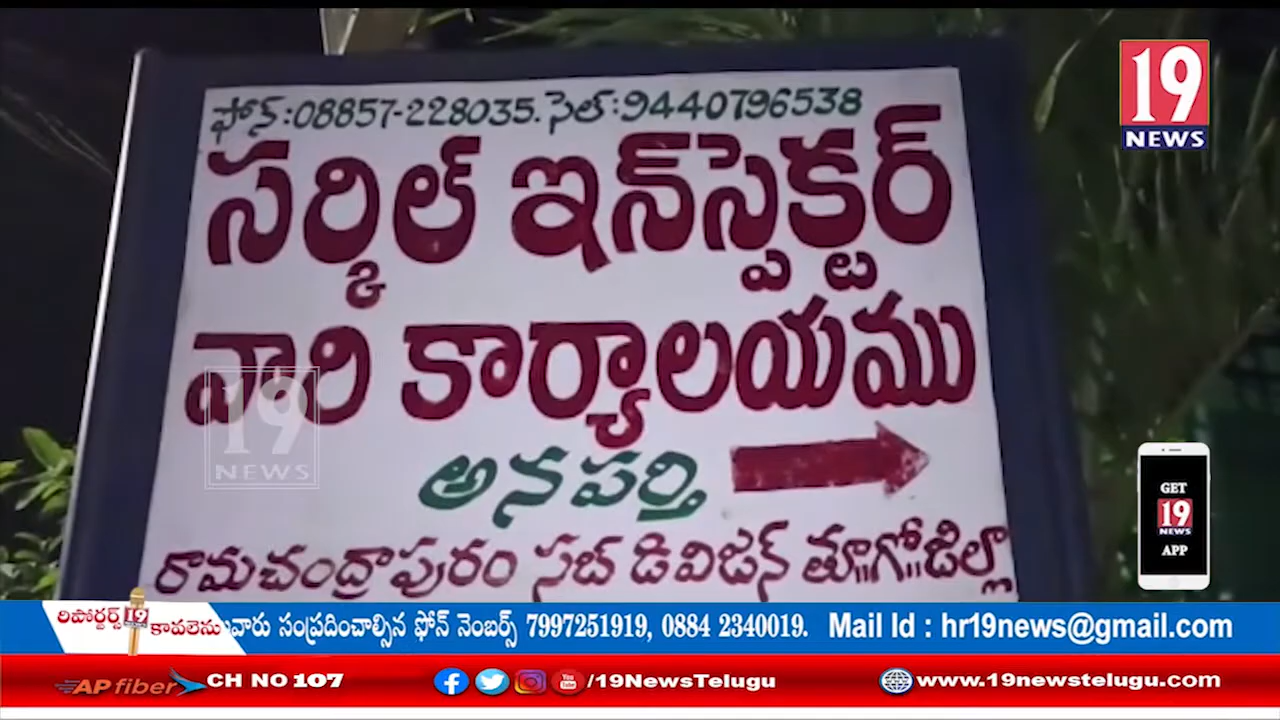 ఫోన్:08857-228035. సెల్:9440796538
సర్కిల్ ఇన్‌స్పెక్టర్
వారి కార్యాలయము
అనపర్తి
రామచంద్రాపురం సబ్ డివిజన్ తూ॥గో॥డిల్లా
19
NEWS
19
NEWS
GET
19
NEWS
APP
రిపోర్టర్స్ 19 కావలెను
వారు సంప్రదించాల్సిన ఫోన్ నెంబర్స్ 7997251919, 0884 2340019. Mail Id : hr19news@gmail.com
AP fiber CH NO 107 /19NewsTelugu www.19newstelugu.com